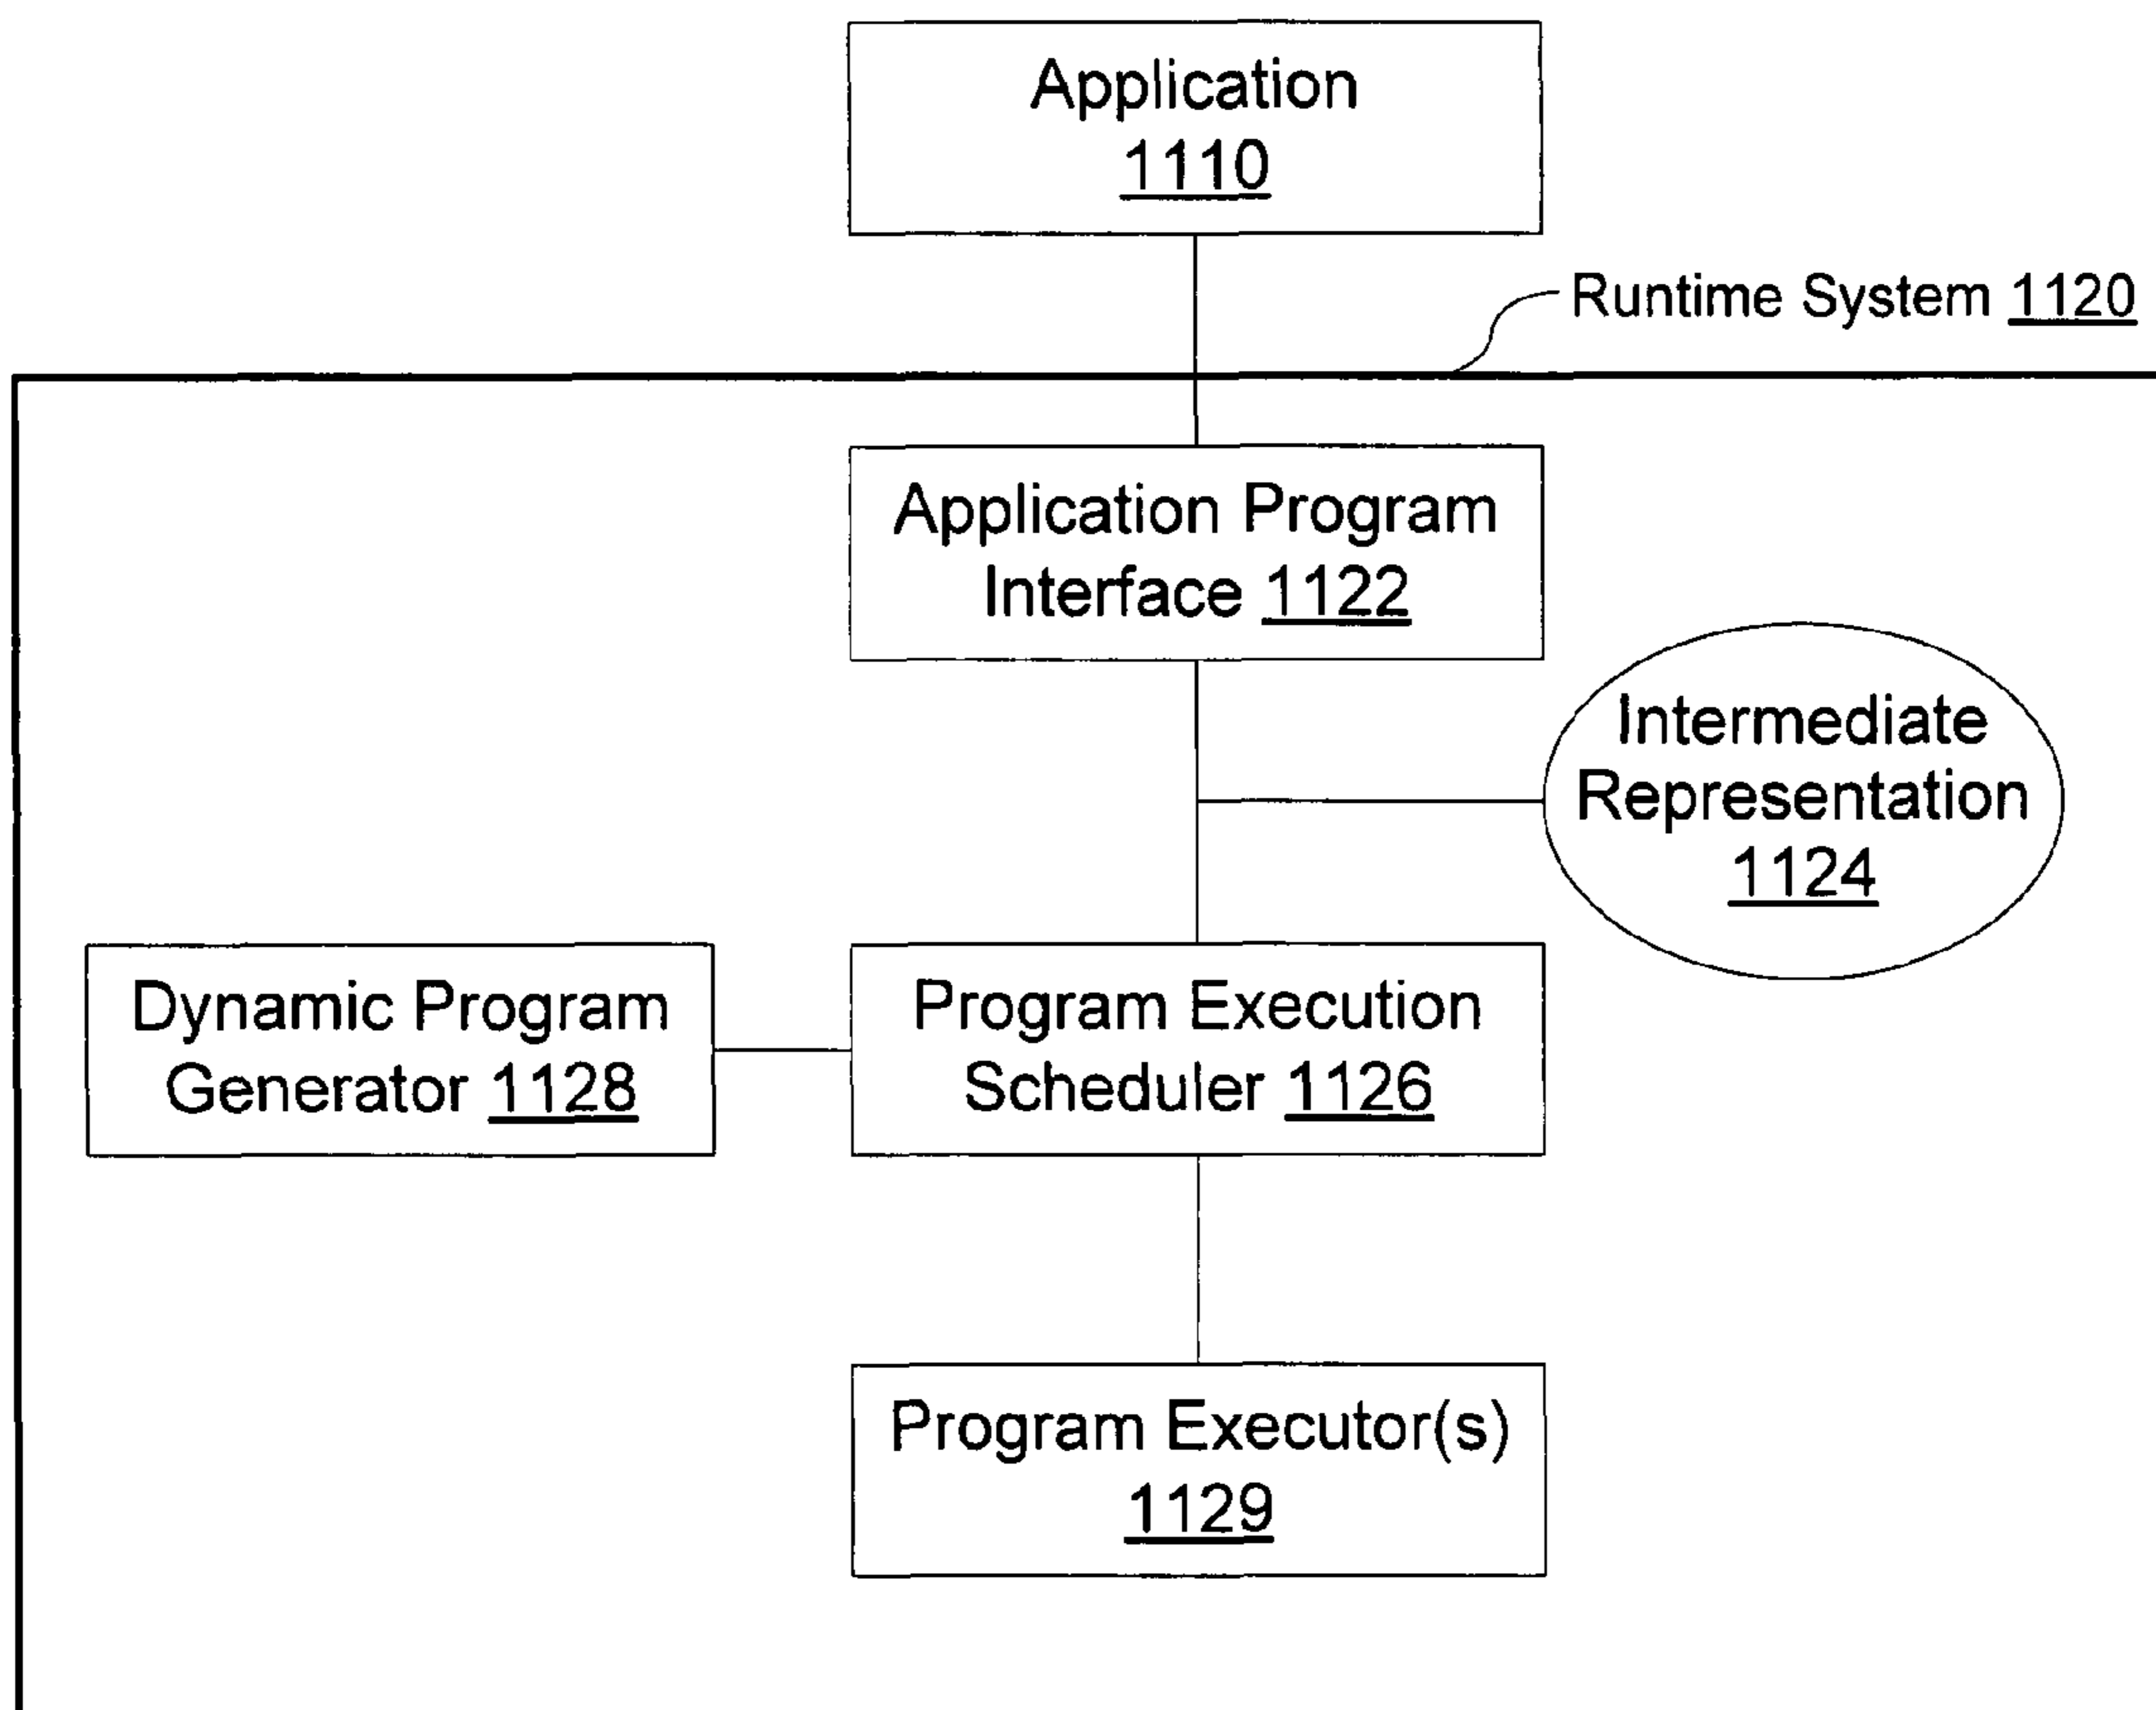 Application
1110
Runtime System 1120
Application Program
Interface 1122
Intermediate
Representation
1124
Dynamic Program
Generator 1128
Program Execution
Scheduler 1126
Program Executor(s)
1129